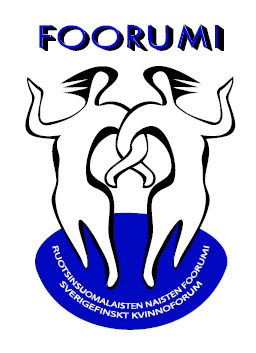 FOORUMI
RUOTSINSUOMALAISTEN NAISTEN FOORUMI
SVERIGEFINSKT KVINNOFORUM